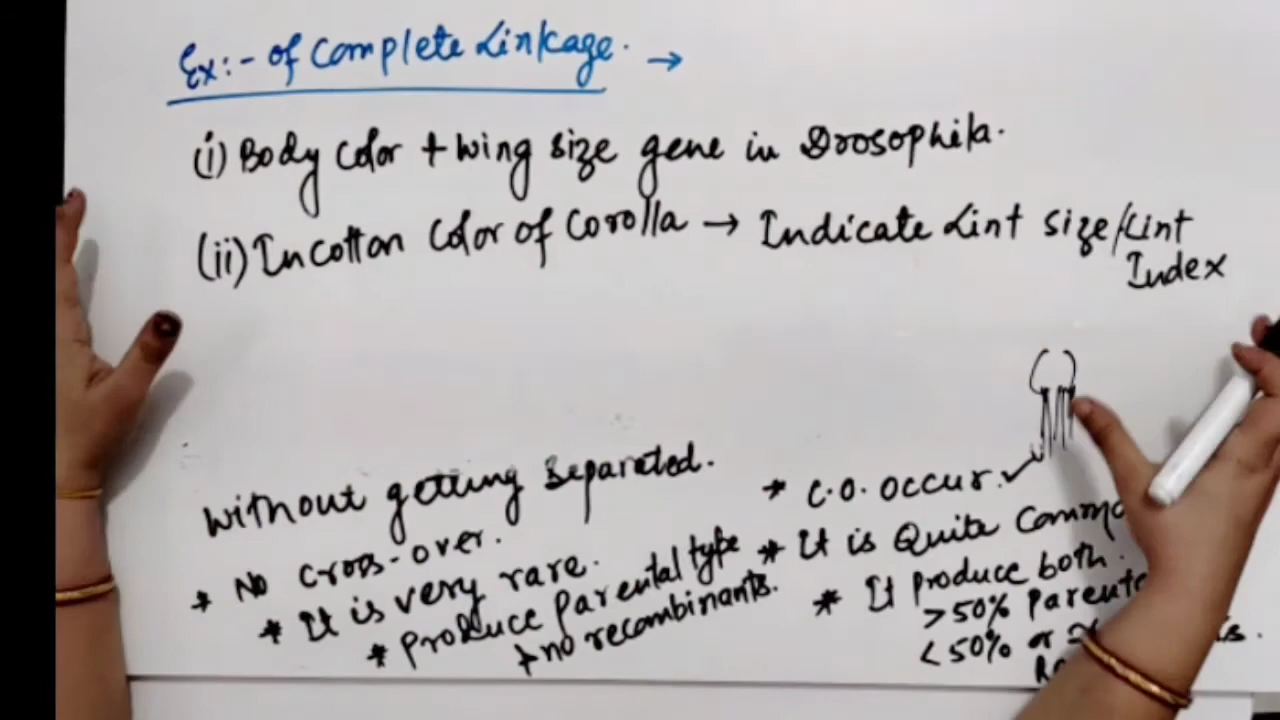 Ex:- of Complete Linkage. →
(i) Body Color + wing size gene in Drosophila.
(ii) In cotton Color of Corolla → Indicate Lint size/Lint
Index
without getting separated.
* No cross-over.
* It is very rare.
* Produce Parental type
+ no recombinants.
* C.O. occur. ✓
* It is Quite
* It Produce both
>50%
<50% or